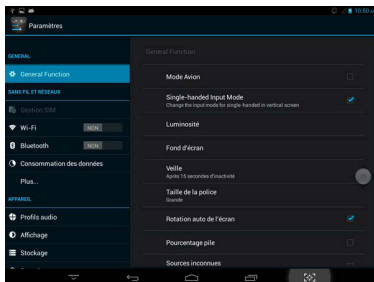 10:50
Paramètres
GENERAL
General Function
SANS FIL ET RÉSEAUX
Gestion SIM
Wi-Fi
NON
Bluetooth
NON
Consommation des données
Plus...
APPAREIL
Profils audio
Affichage
Stockage
General Function
Mode Avion
Single-handed Input Mode
Change the input mode for single-handed in vertical screen
Luminosité
Fond d'écran
Veille
Après 15 secondes d'inactivité
Taille de la police
Grande
Rotation auto de l'écran
Pourcentage pile
Sources inconnues